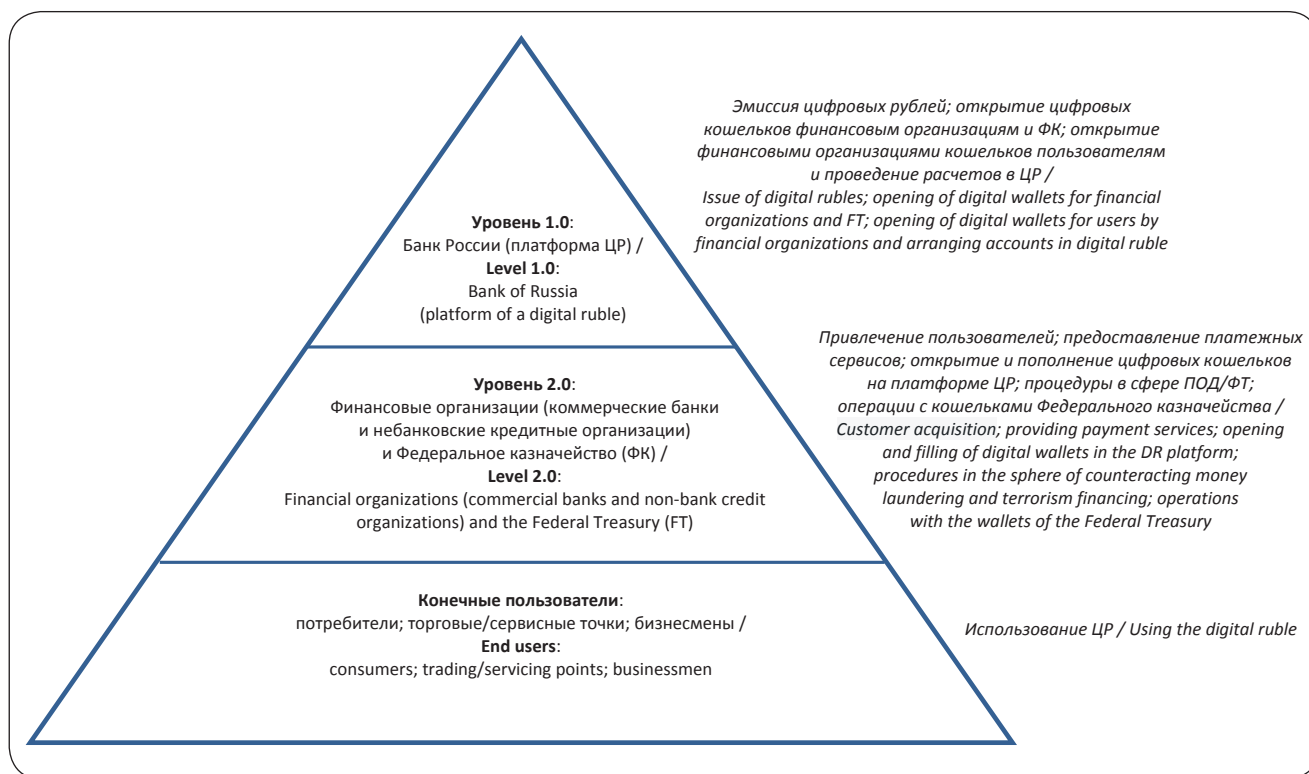 Эмиссия цифровых рублей; открытие цифровых
кошельков финансовым организациям и ФК; открытие
финансовыми организациями кошельков пользователям
и проведение расчетов в ЦР /
Issue of digital rubles; opening of digital wallets for financial
organizations and FT; opening of digital wallets for users by
financial organizations and arranging accounts in digital ruble
Уровень 1.0:
Банк России (платформа ЦР) /
Level 1.0:
Bank of Russia
(platform of a digital ruble)
Привлечение пользователей; предоставление платежных
сервисов; открытие и пополнение цифровых кошельков
на платформе ЦР; процедуры в сфере ПОД/ФТ;
операции с кошельками Федерального казначейства /
Customer acquisition; providing payment services; opening
and filling of digital wallets in the DR platform;
procedures in the sphere of counteracting money
laundering and terrorism financing; operations
with the wallets of the Federal Treasury
Уровень 2.0:
Финансовые организации (коммерческие банки
и небанковские кредитные организации)
и Федеральное казначейство (ФК) /
Level 2.0:
Financial organizations (commercial banks and non-bank credit
organizations) and the Federal Treasury (FT)
Конечные пользователи:
потребители; торговые/сервисные точки; бизнесмены /
End users:
consumers; trading/servicing points; businessmen
Использование ЦР / Using the digital ruble